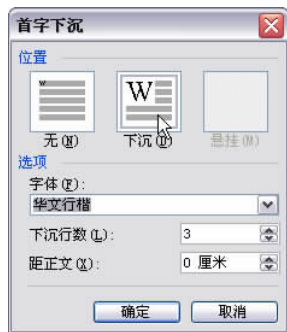 首字下沉
位置
W
W
无(N) 下沉(D) 悬挂(M)
选项
字体(F):
华文行楷
下沉行数(L): 3
距正文(X): 0 厘米
确定 取消